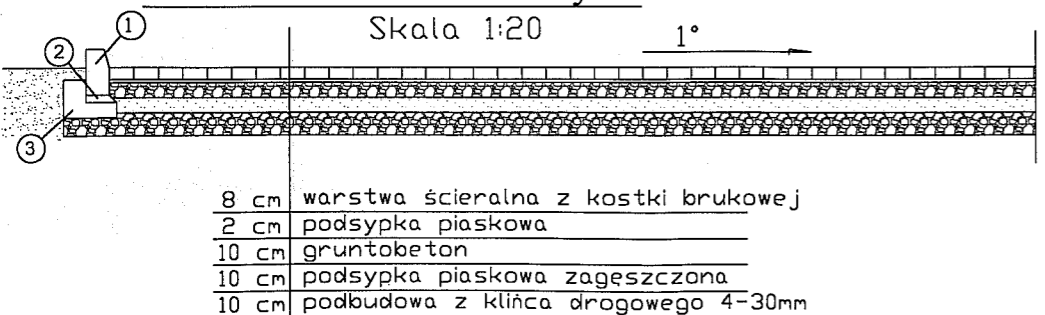 Skala 1:20
1°
1
2
3
8 cm warstwa ścieralna z kostki brukowej
2 cm podsypka piaskowa
10 cm gruntobeton
10 cm podsypka piaskowa zagęszczona
10 cm podbudowa z klińca drogowego 4-30mm